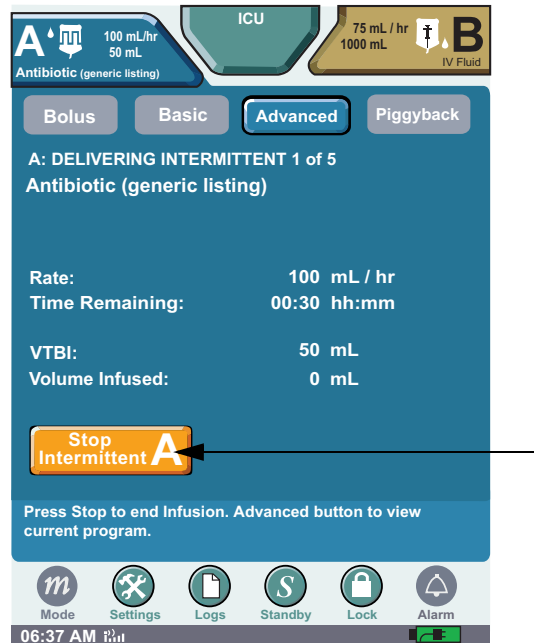 A
100 mL/hr
50 mL
Antibiotic (generic listing)
ICU
75 mL / hr
1000 mL
B
IV Fluid
Bolus
Basic
Advanced
Piggyback
A: DELIVERING INTERMITTENT 1 of 5
Antibiotic (generic listing)
Rate: 100 mL / hr
Time Remaining: 00:30 hh:mm
VTBI: 50 mL
Volume Infused: 0 mL
Stop
Intermittent A
Press Stop to end Infusion. Advanced button to view
current program.
m
S
Mode
Settings
Logs
Standby
Lock
Alarm
06:37 AM